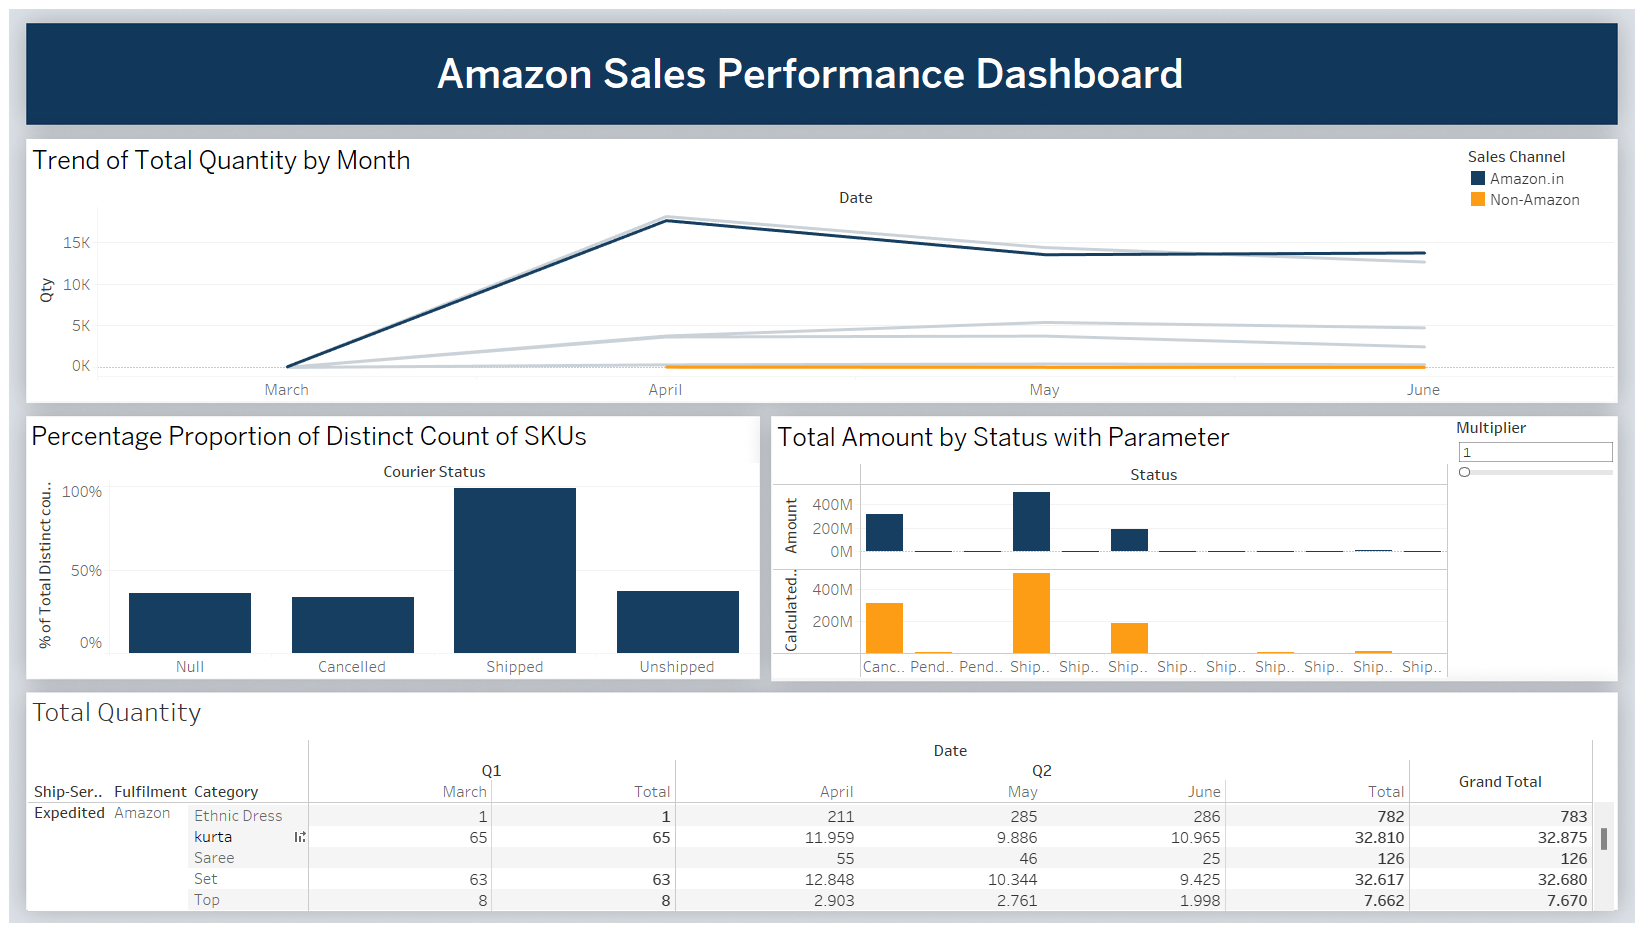 Amazon Sales Performance Dashboard
Trend of Total Quantity by Month
Sales Channel
Amazon.in
Non-Amazon
Date
Qty
15K
10K
5K
0K
March April May June
Percentage Proportion of Distinct Count of SKUs
Courier Status
% of Total Distinct cou..
100%
50%
0%
Null Cancelled Shipped Unshipped
Total Amount by Status with Parameter
Multiplier
1
Status
Amount
400M
200M
0M
Calculated..
400M
200M
Canc.. Pend.. Pend.. Ship.. Ship.. Ship.. Ship.. Ship.. Ship.. Ship.. Ship.. Ship..
Total Quantity
Date
Q1 Q2
Grand Total
Ship-Ser.. Fulfilment Category March Total April May June Total
Expedited Amazon Ethnic Dress 1 1 211 285 286 782 783
kurta 65 65 11.959 9.886 10.965 32.810 32.875
Saree 55 46 25 126 126
Set 63 63 12.848 10.344 9.425 32.617 32.680
Top 8 8 2.903 2.761 1.998 7.662 7.670